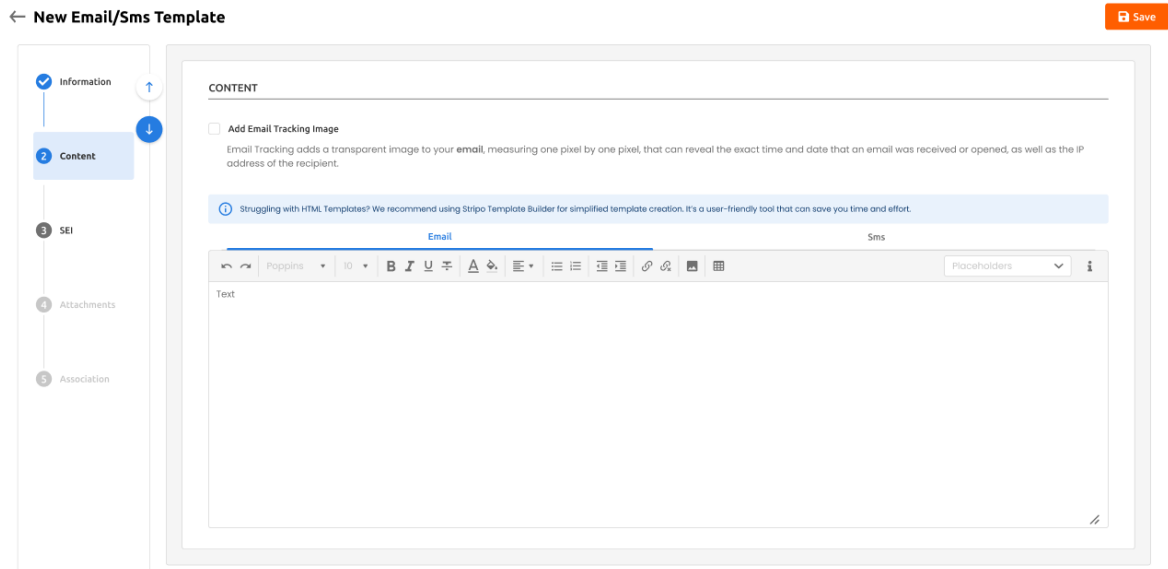 New Email/Sms Template
Save
Information
2 Content
3 SEI
4 Attachments
5 Association
CONTENT
Add Email Tracking Image
Email Tracking adds a transparent image to your email, measuring one pixel by one pixel, that can reveal the exact time and date that an email was received or opened, as well as the IP
address of the recipient.
Struggling with HTML Templates? We recommend using Stripo Template Builder for simplified template creation. It's a user-friendly tool that can save you time and effort.
Email Sms
Poppins 10 B I U A Placeholders
Text